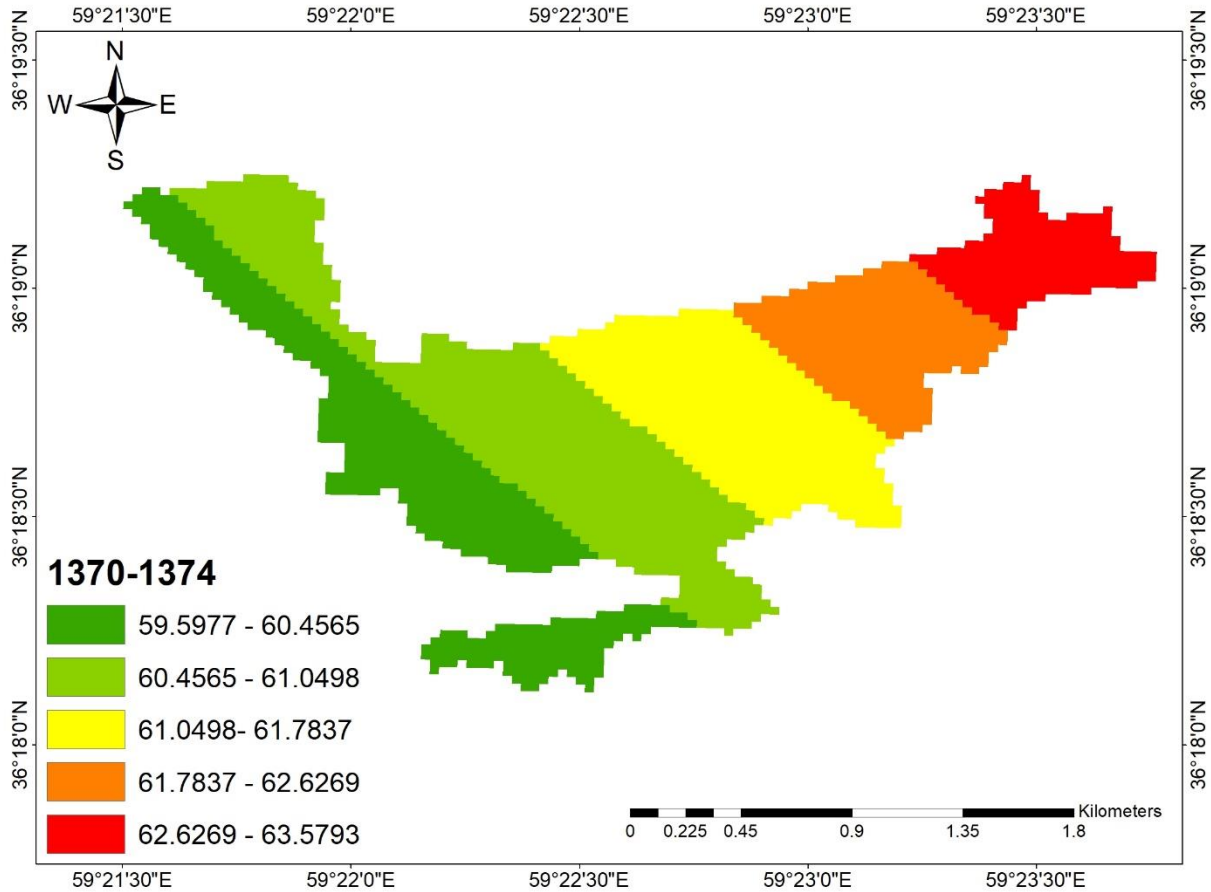 59°21'30"E 59°22'0"E 59°22'30"E 59°23'0"E 59°23'30"E
36°19'30"N 36°19'30"N
N
W E
S
36°19'0"N 36°19'0"N
36°18'30"N 36°18'30"N
1370-1374
59.5977 - 60.4565
60.4565 - 61.0498
61.0498- 61.7837
61.7837 - 62.6269
62.6269 - 63.5793
36°18'0"N 36°18'0"N
Kilometers
0 0.225 0.45 0.9 1.35 1.8
59°21'30"E 59°22'0"E 59°22'30"E 59°23'0"E 59°23'30"E